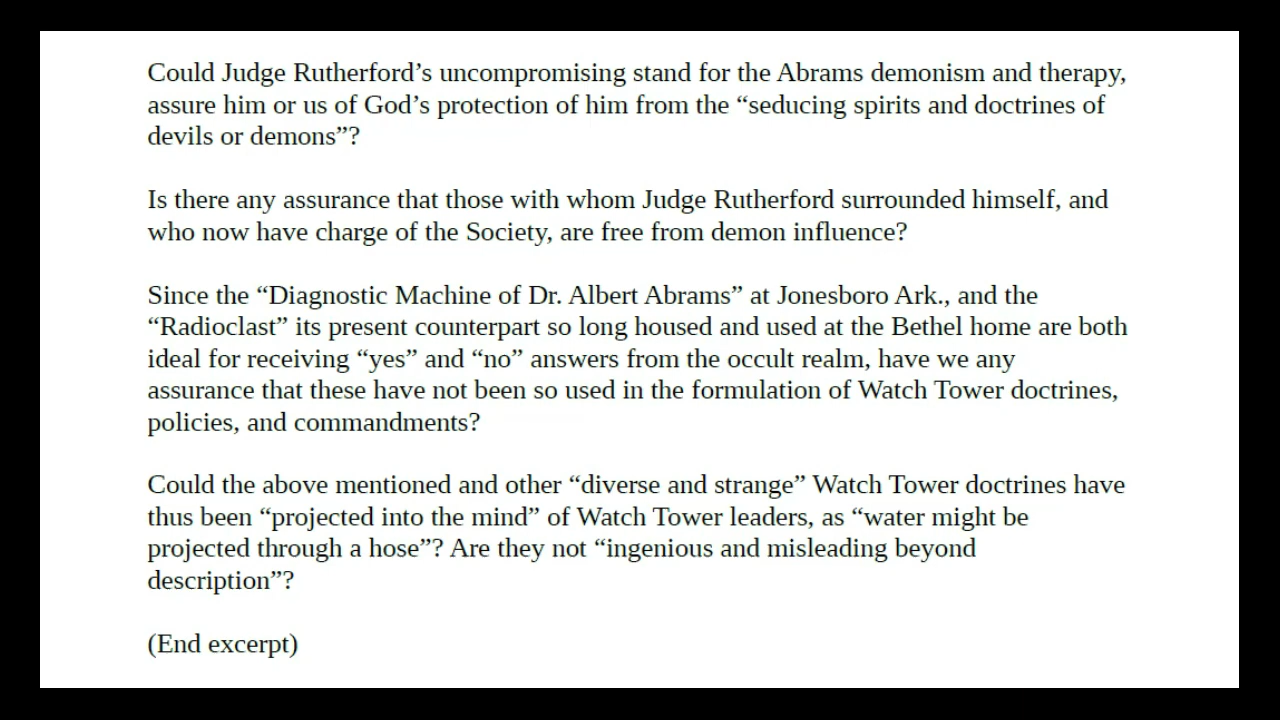 Could Judge Rutherford’s uncompromising stand for the Abrams demonism and therapy,
assure him or us of God’s protection of him from the “seducing spirits and doctrines of
devils or demons”?
Is there any assurance that those with whom Judge Rutherford surrounded himself, and
who now have charge of the Society, are free from demon influence?
Since the “Diagnostic Machine of Dr. Albert Abrams” at Jonesboro Ark., and the
“Radioclast” its present counterpart so long housed and used at the Bethel home are both
ideal for receiving “yes” and “no” answers from the occult realm, have we any
assurance that these have not been so used in the formulation of Watch Tower doctrines,
policies, and commandments?
Could the above mentioned and other “diverse and strange” Watch Tower doctrines have
thus been “projected into the mind” of Watch Tower leaders, as “water might be
projected through a hose”? Are they not “ingenious and misleading beyond
description”?
(End excerpt)